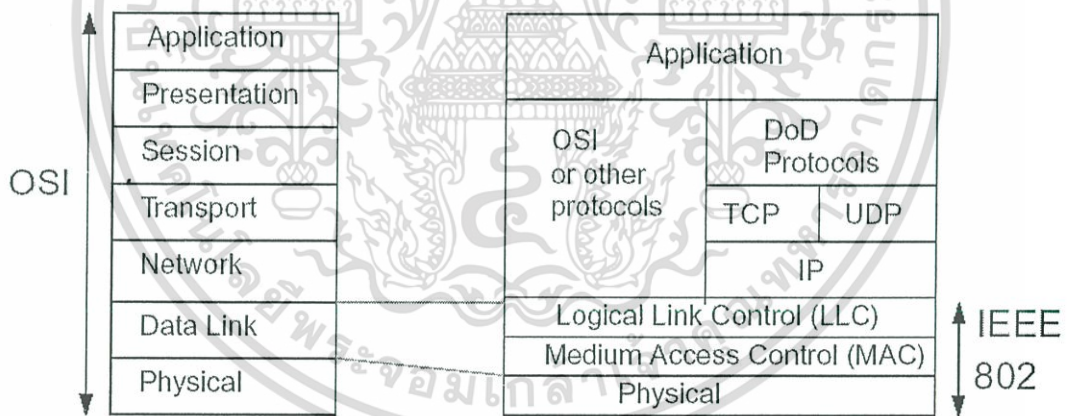 OSI
Application
Presentation
Session
Transport
Network
Data Link
Physical
Application
OSI
or other
protocols
DoD
Protocols
TCP
UDP
IP
Logical Link Control (LLC)
Medium Access Control (MAC)
Physical
IEEE
802